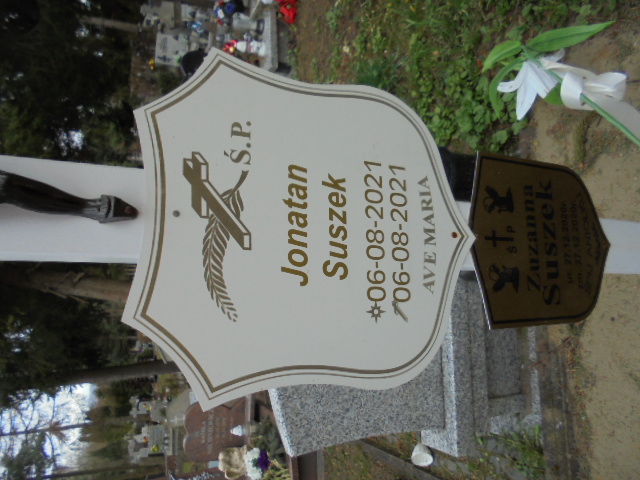 Ś.P.
Jonatan
Suszek
06-08-2021
06-08-2021
AVE MARIA
Ś P
Zuzanna
Suszek